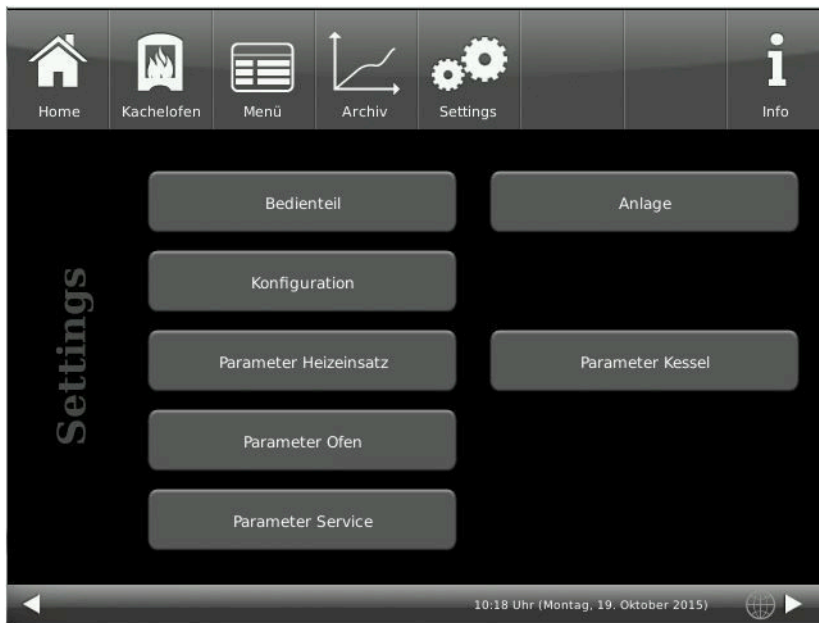 Home Kachelofen Menü Archiv Settings Info
Settings
Bedienteil Anlage
Konfiguration
Parameter Heizeinsatz Parameter Kessel
Parameter Ofen
Parameter Service
10:18 Uhr (Montag, 19. Oktober 2015)